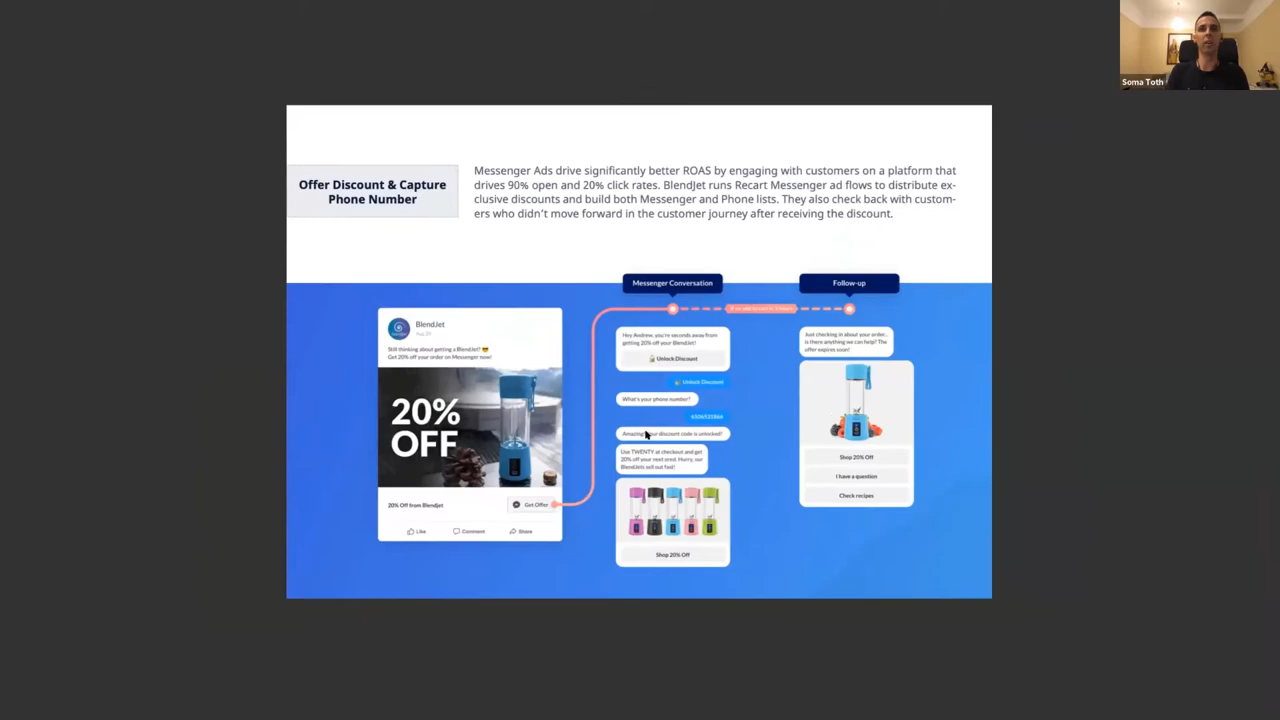 Soma Toth
Offer Discount & Capture
Phone Number
Messenger Ads drive significantly better ROAS by engaging with customers on a platform that
drives 90% open and 20% click rates. BlendJet runs Recart Messenger ad flows to distribute ex-
clusive discounts and build both Messenger and Phone lists. They also check back with custom-
ers who didn't move forward in the customer journey after receiving the discount.
Messenger Conversation
Follow-up
BlendJet
Aug 20
Still thinking about getting a BlendJet? 😎
Get 20% off your order on Messenger now!
20%
OFF
20% Off from Blendjet
Get Offer
Like
Comment
Share
Hey Andrew, you're seconds away from
getting 20% off your BlendJet!
Unlock Discount
Unlock Discount
What's your phone number?
Amazing your discount code is unlocked!
Use TWENTY at checkout and get
20% off your next ored. Hurry, our
BlendJets sell out fast!
Shop 20% Off
Just checking in about your order...
is there anything we can help? The
offer expires soon!
Shop 20% Off
I have a question
Check recipes